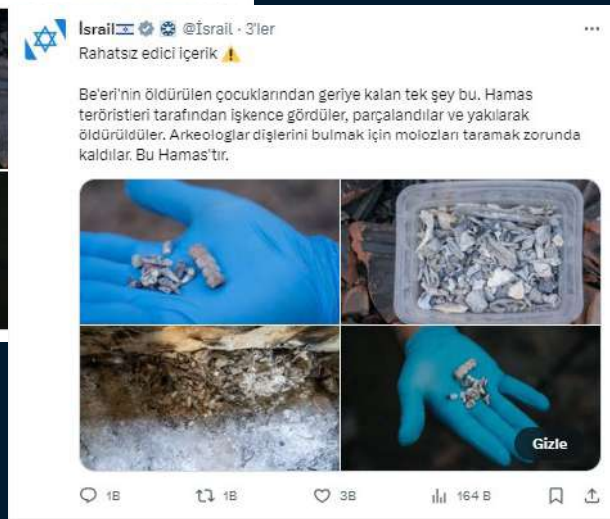 İsrail @İsrail · 3'ler
Rahatsız edici içerik
Be'eri'nin öldürülen çocuklarından geriye kalan tek şey bu. Hamas
teröristleri tarafından işkence gördüler, parçalandılar ve yakılarak
öldürüldüler. Arkeologlar dişlerini bulmak için molozları taramak zorunda
kaldılar. Bu Hamas'tır.
Gizle
1B 1B 3B 164 B